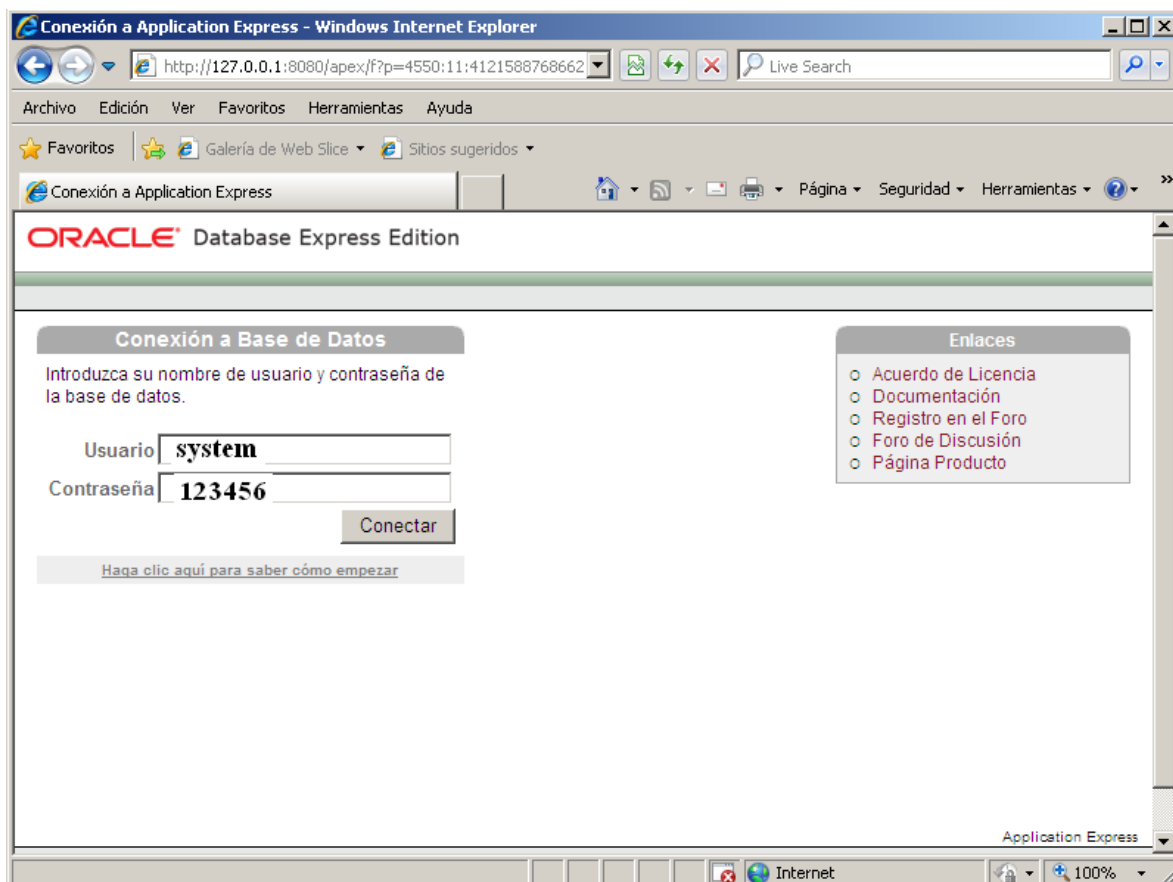 Conexión a Application Express - Windows Internet Explorer
http://127.0.0.1:8080/apex/f?p=4550:11:4121588768662
Live Search
Archivo Edición Ver Favoritos Herramientas Ayuda
Favoritos Galería de Web Slice Sitios sugeridos
Conexión a Application Express Página Seguridad Herramientas »
ORACLE Database Express Edition
Conexión a Base de Datos
Introduzca su nombre de usuario y contraseña de
la base de datos.
Usuario system
Contraseña 123456
Conectar
Haga clic aquí para saber cómo empezar
Enlaces
Acuerdo de Licencia
Documentación
Registro en el Foro
Foro de Discusión
Página Producto
Application Express
Internet 100%